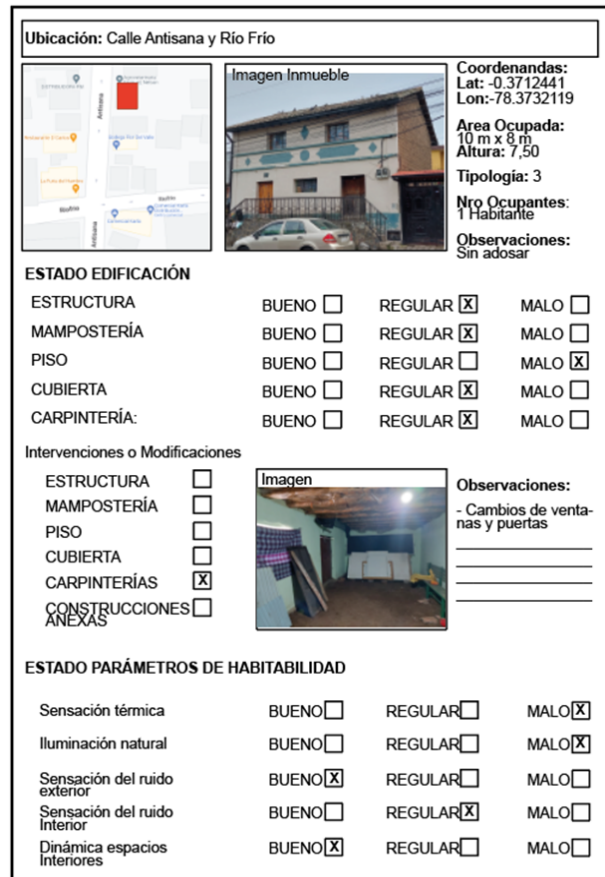 Ubicación: Calle Antisana y Río Frío
Antisana
Riofrío
Antisana
Imagen Inmueble
Coordenandas:
Lat: -0.3712441
Lon:-78.3732119
Area Ocupada:
10 m x 8 m
Altura: 7,50
Tipología: 3
Nro Ocupantes:
1 Habitante
Observaciones:
Sin adosar
ESTADO EDIFICACIÓN
ESTRUCTURA BUENO REGULAR X MALO
MAMPOSTERÍA BUENO REGULAR X MALO
PISO BUENO REGULAR MALO X
CUBIERTA BUENO REGULAR X MALO
CARPINTERÍA: BUENO REGULAR X MALO
Intervenciones o Modificaciones
ESTRUCTURA
MAMPOSTERÍA
PISO
CUBIERTA
CARPINTERÍAS X
CONSTRUCCIONES
ANEXAS
Imagen
Observaciones:
- Cambios de venta-
nas y puertas
ESTADO PARÁMETROS DE HABITABILIDAD
Sensación térmica BUENO REGULAR MALO X
Iluminación natural BUENO REGULAR MALO X
Sensación del ruido
exterior BUENO X REGULAR MALO
Sensación del ruido
Interior BUENO REGULAR X MALO
Dinámica espacios
Interiores BUENO X REGULAR MALO